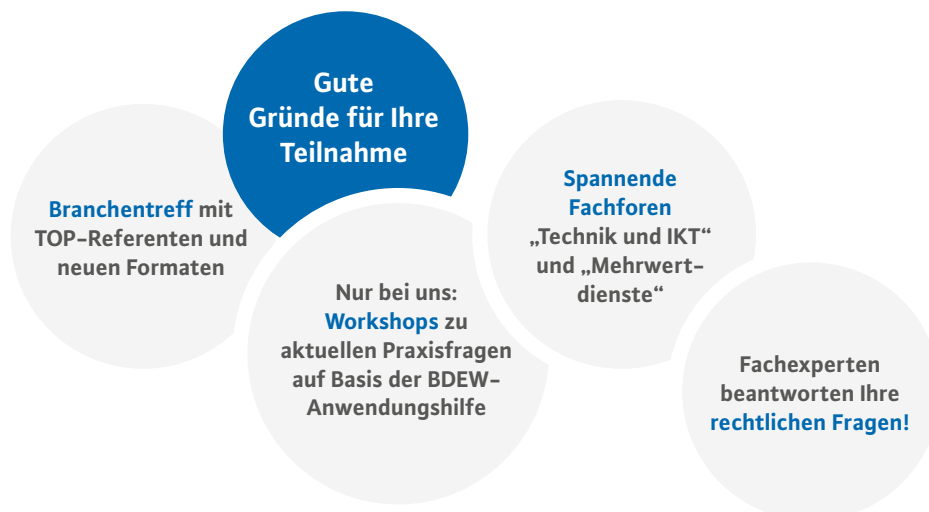 Gute
Gründe für Ihre
Teilnahme
Branchentreff mit
TOP-Referenten und
neuen Formaten
Nur bei uns:
Workshops zu
aktuellen Praxisfragen
auf Basis der BDEW-
Anwendungshilfe
Spannende
Fachforen
„Technik und IKT“
und „Mehrwert-
dienste“
Fachexperten
beantworten Ihre
rechtlichen Fragen!